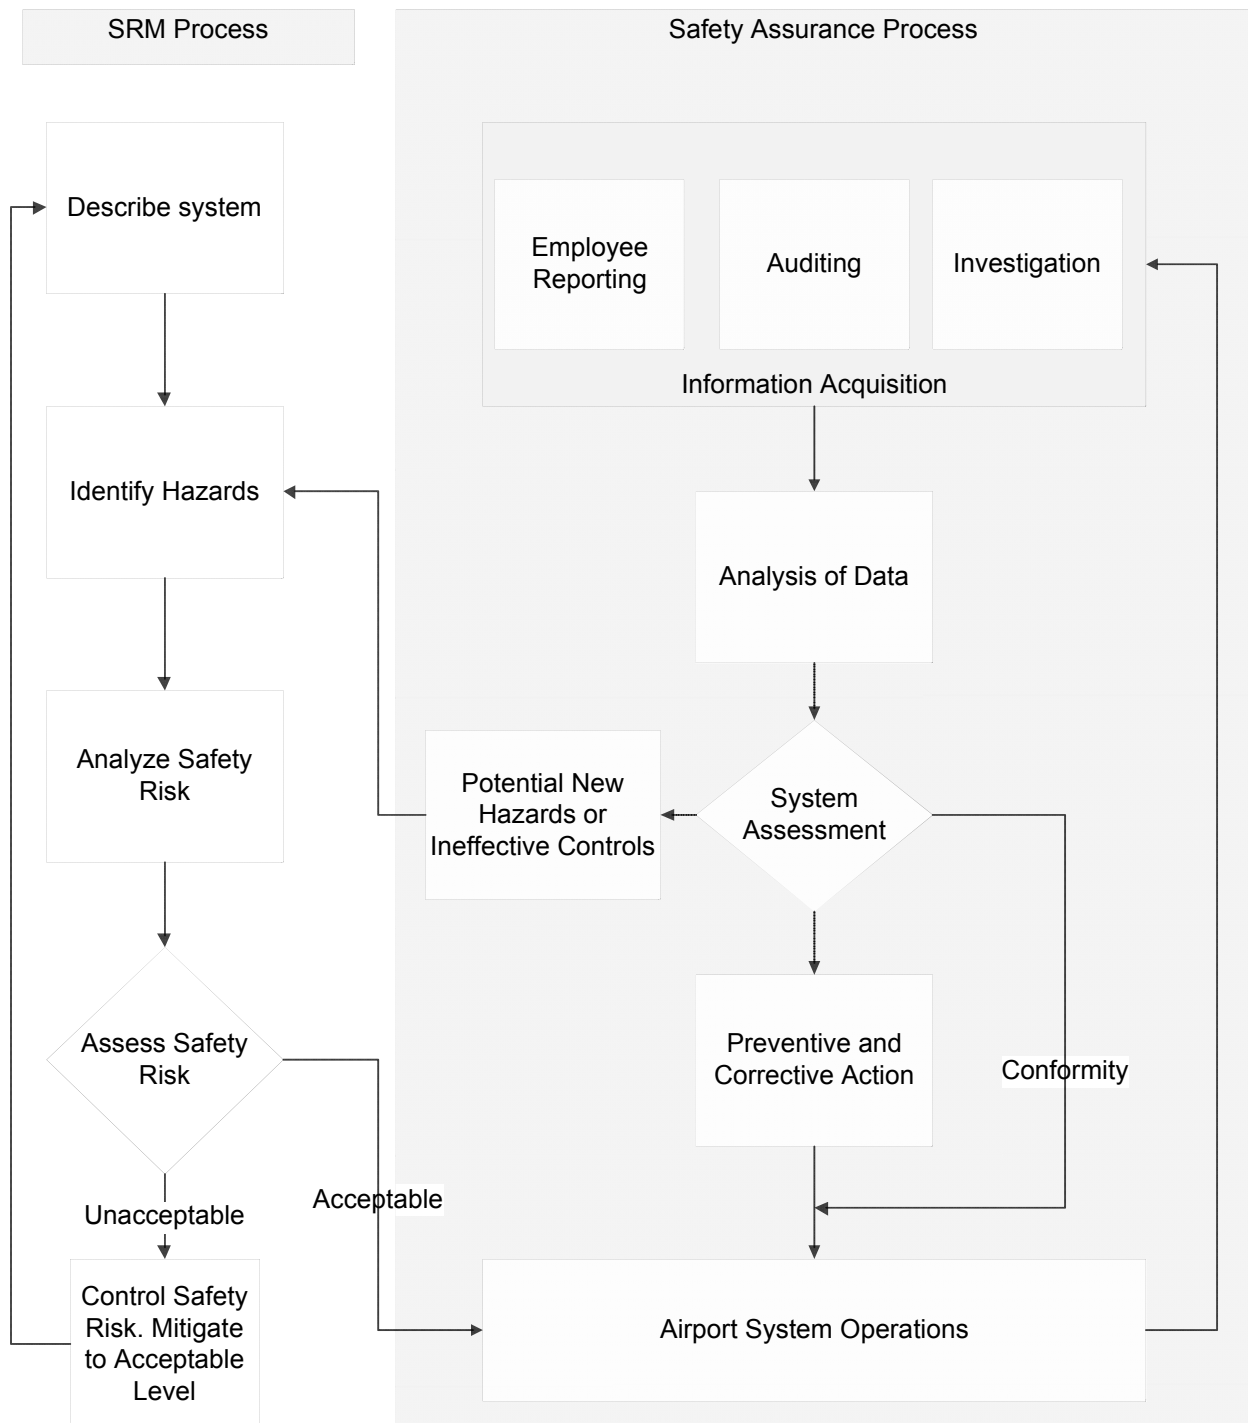 SRM Process
Safety Assurance Process
Describe system
Employee
Reporting
Auditing
Investigation
Information Acquisition
Identify Hazards
Analysis of Data
Analyze Safety
Risk
Potential New
Hazards or
Ineffective Controls
System
Assessment
Assess Safety
Risk
Preventive and
Corrective Action
Conformity
Acceptable
Unacceptable
Control Safety
Risk. Mitigate
to Acceptable
Level
Airport System Operations